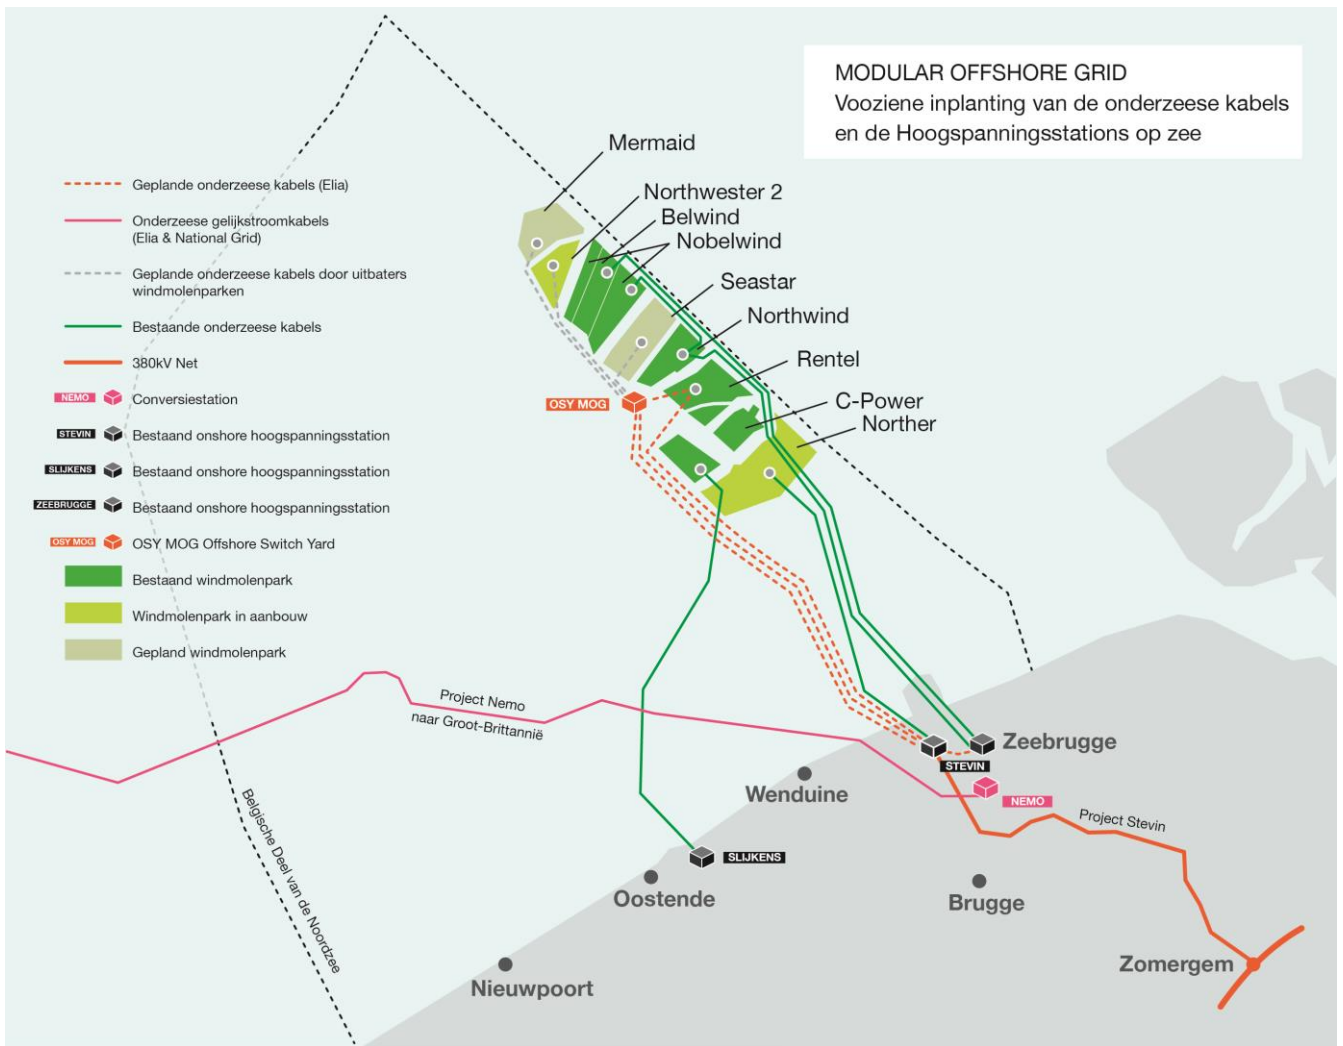 MODULAR OFFSHORE GRID
Vooziene inplanting van de onderzeese kabels
en de Hoogspanningsstations op zee
Mermaid
Northwester 2
Belwind
Nobelwind
Seastar
Northwind
Rentel
C-Power
Norther
OSY MOG
Geplande onderzeese kabels (Elia)
Onderzeese gelijkstroomkabels
(Elia & National Grid)
Geplande onderzeese kabels door uitbaters
windmolenparken
Bestaande onderzeese kabels
380kV Net
NEMO Conversiestation
STEVIN Bestaand onshore hoogspanningsstation
SLIJKENS Bestaand onshore hoogspanningsstation
ZEEBRUGGE Bestaand onshore hoogspanningsstation
OSY MOG OSY MOG Offshore Switch Yard
Bestaand windmolenpark
Windmolenpark in aanbouw
Gepland windmolenpark
Project Nemo
naar Groot-Brittannië
Belgische Deel van de Noordzee
Zeebrugge
STEVIN
NEMO
Wenduine
Project Stevin
SLIJKENS
Oostende
Brugge
Zomergem
Nieuwpoort